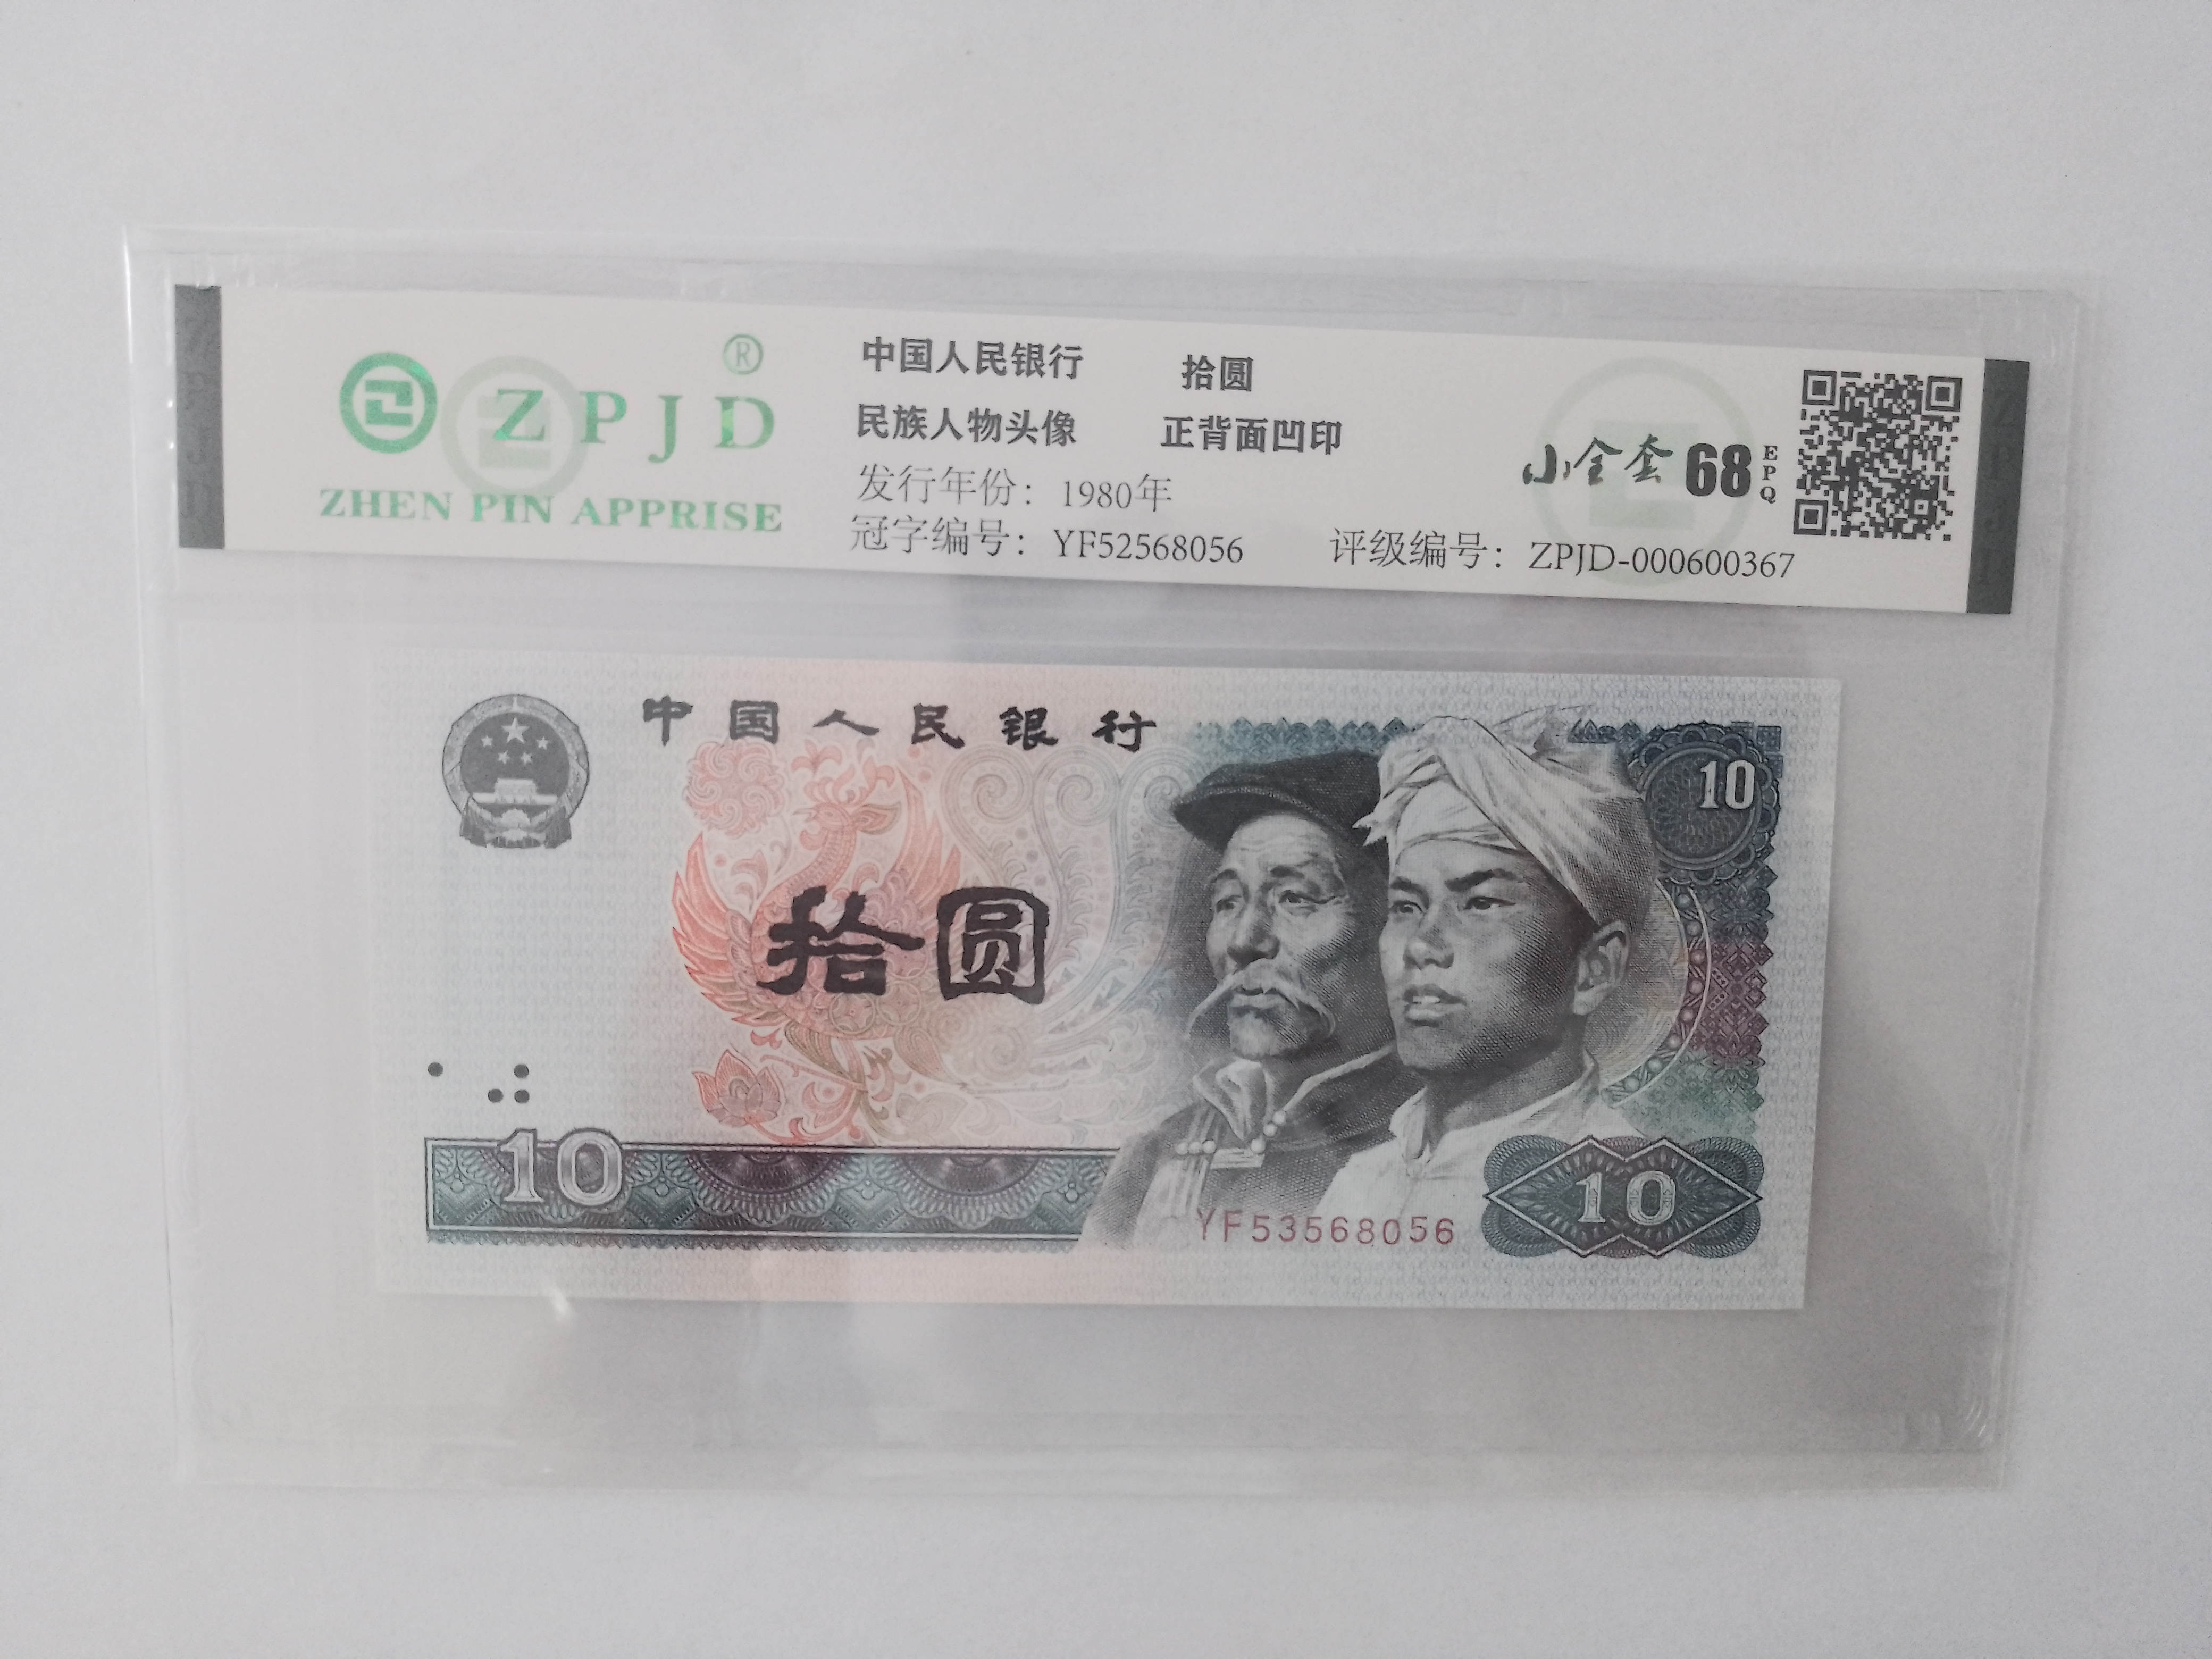 ®
ZPJD
ZHEN PIN APPRISE
中国人民银行 拾圆
民族人物头像 正背面凹印
发行年份：1980年
冠字编号：YF52568056 评级编号：ZPJD-000600367
小全套 68 EPQ
ZPJD
ZPJD
中国人民银行
10
拾圆
10
YF53568056
10